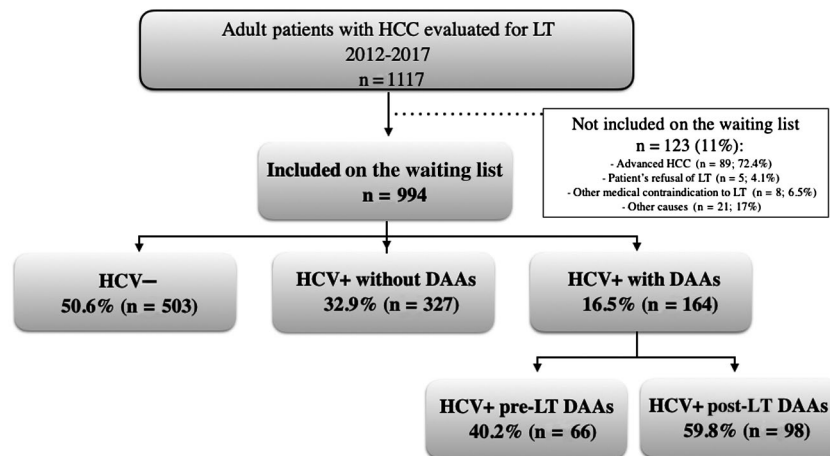 Adult patients with HCC evaluated for LT
2012-2017
n = 1117
Not included on the waiting list
n = 123 (11%):
- Advanced HCC (n = 89; 72.4%)
- Patient's refusal of LT (n = 5; 4.1%)
- Other medical contraindication to LT (n = 8; 6.5%)
- Other causes (n = 21; 17%)
Included on the waiting list
n = 994
HCV−
50.6% (n = 503)
HCV+ without DAAs
32.9% (n = 327)
HCV+ with DAAs
16.5% (n = 164)
HCV+ pre-LT DAAs
40.2% (n = 66)
HCV+ post-LT DAAs
59.8% (n = 98)